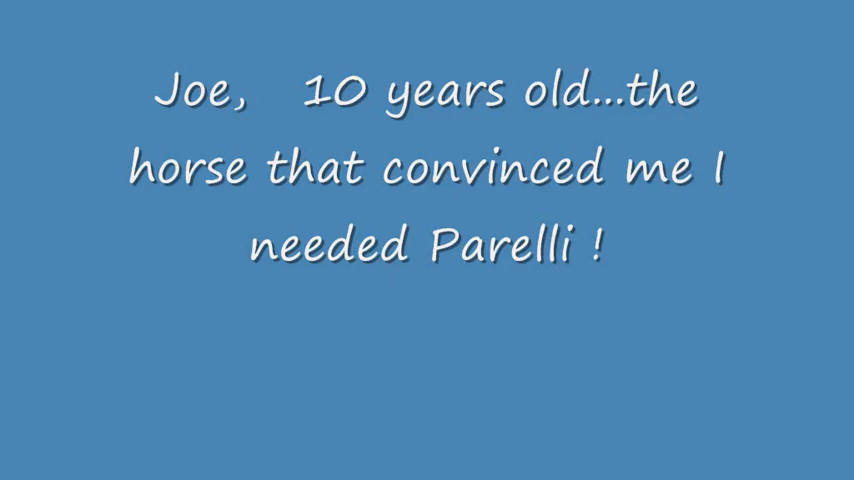 Joe, 10 years old...the
horse that convinced me I
needed Parelli !